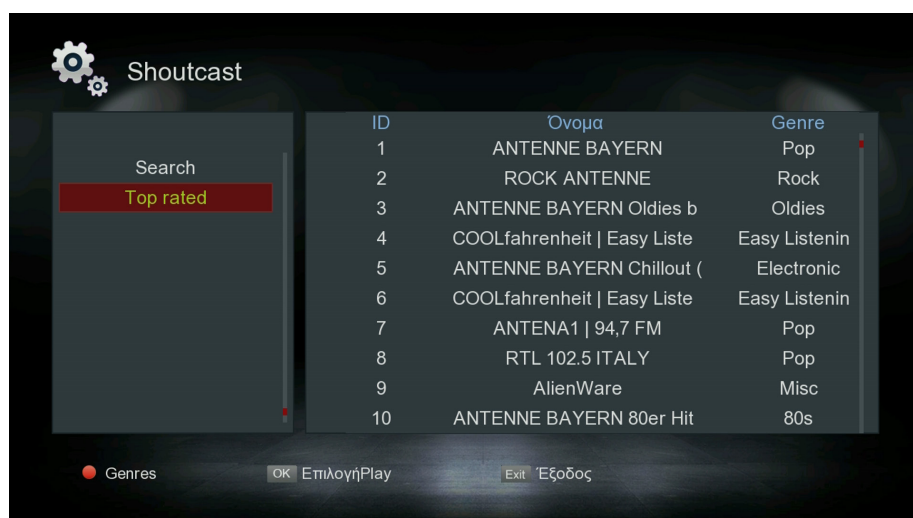 Shoutcast
Search
Top rated
ID Όνομα Genre
1 ANTENNE BAYERN Pop
2 ROCK ANTENNE Rock
3 ANTENNE BAYERN Oldies b Oldies
4 COOLfahrenheit | Easy Liste Easy Listenin
5 ANTENNE BAYERN Chillout ( Electronic
6 COOLfahrenheit | Easy Liste Easy Listenin
7 ANTENA1 | 94,7 FM Pop
8 RTL 102.5 ITALY Pop
9 AlienWare Misc
10 ANTENNE BAYERN 80er Hit 80s
Genres OK ΕπιλογήPlay Exit Έξοδος